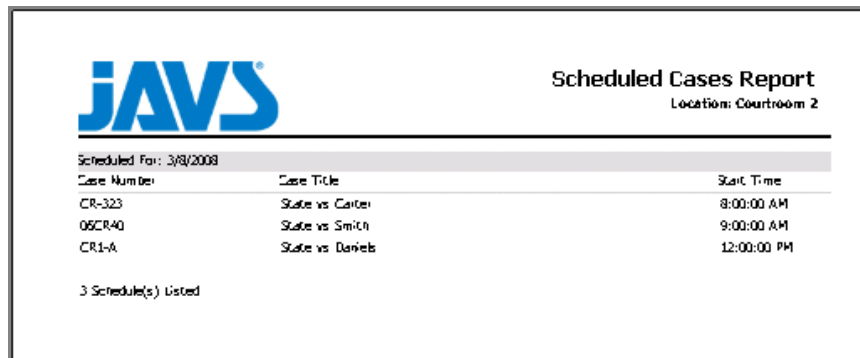 jAVS®
Scheduled Cases Report
Location: Courtroom 2
Scheduled For: 3/8/2008
Case Number Case Title Start Time
CR-323 State vs Carter 8:00:00 AM
06CR40 State vs Smith 9:00:00 AM
CR1-A State vs Daniels 12:00:00 PM
3 Schedule(s) Listed